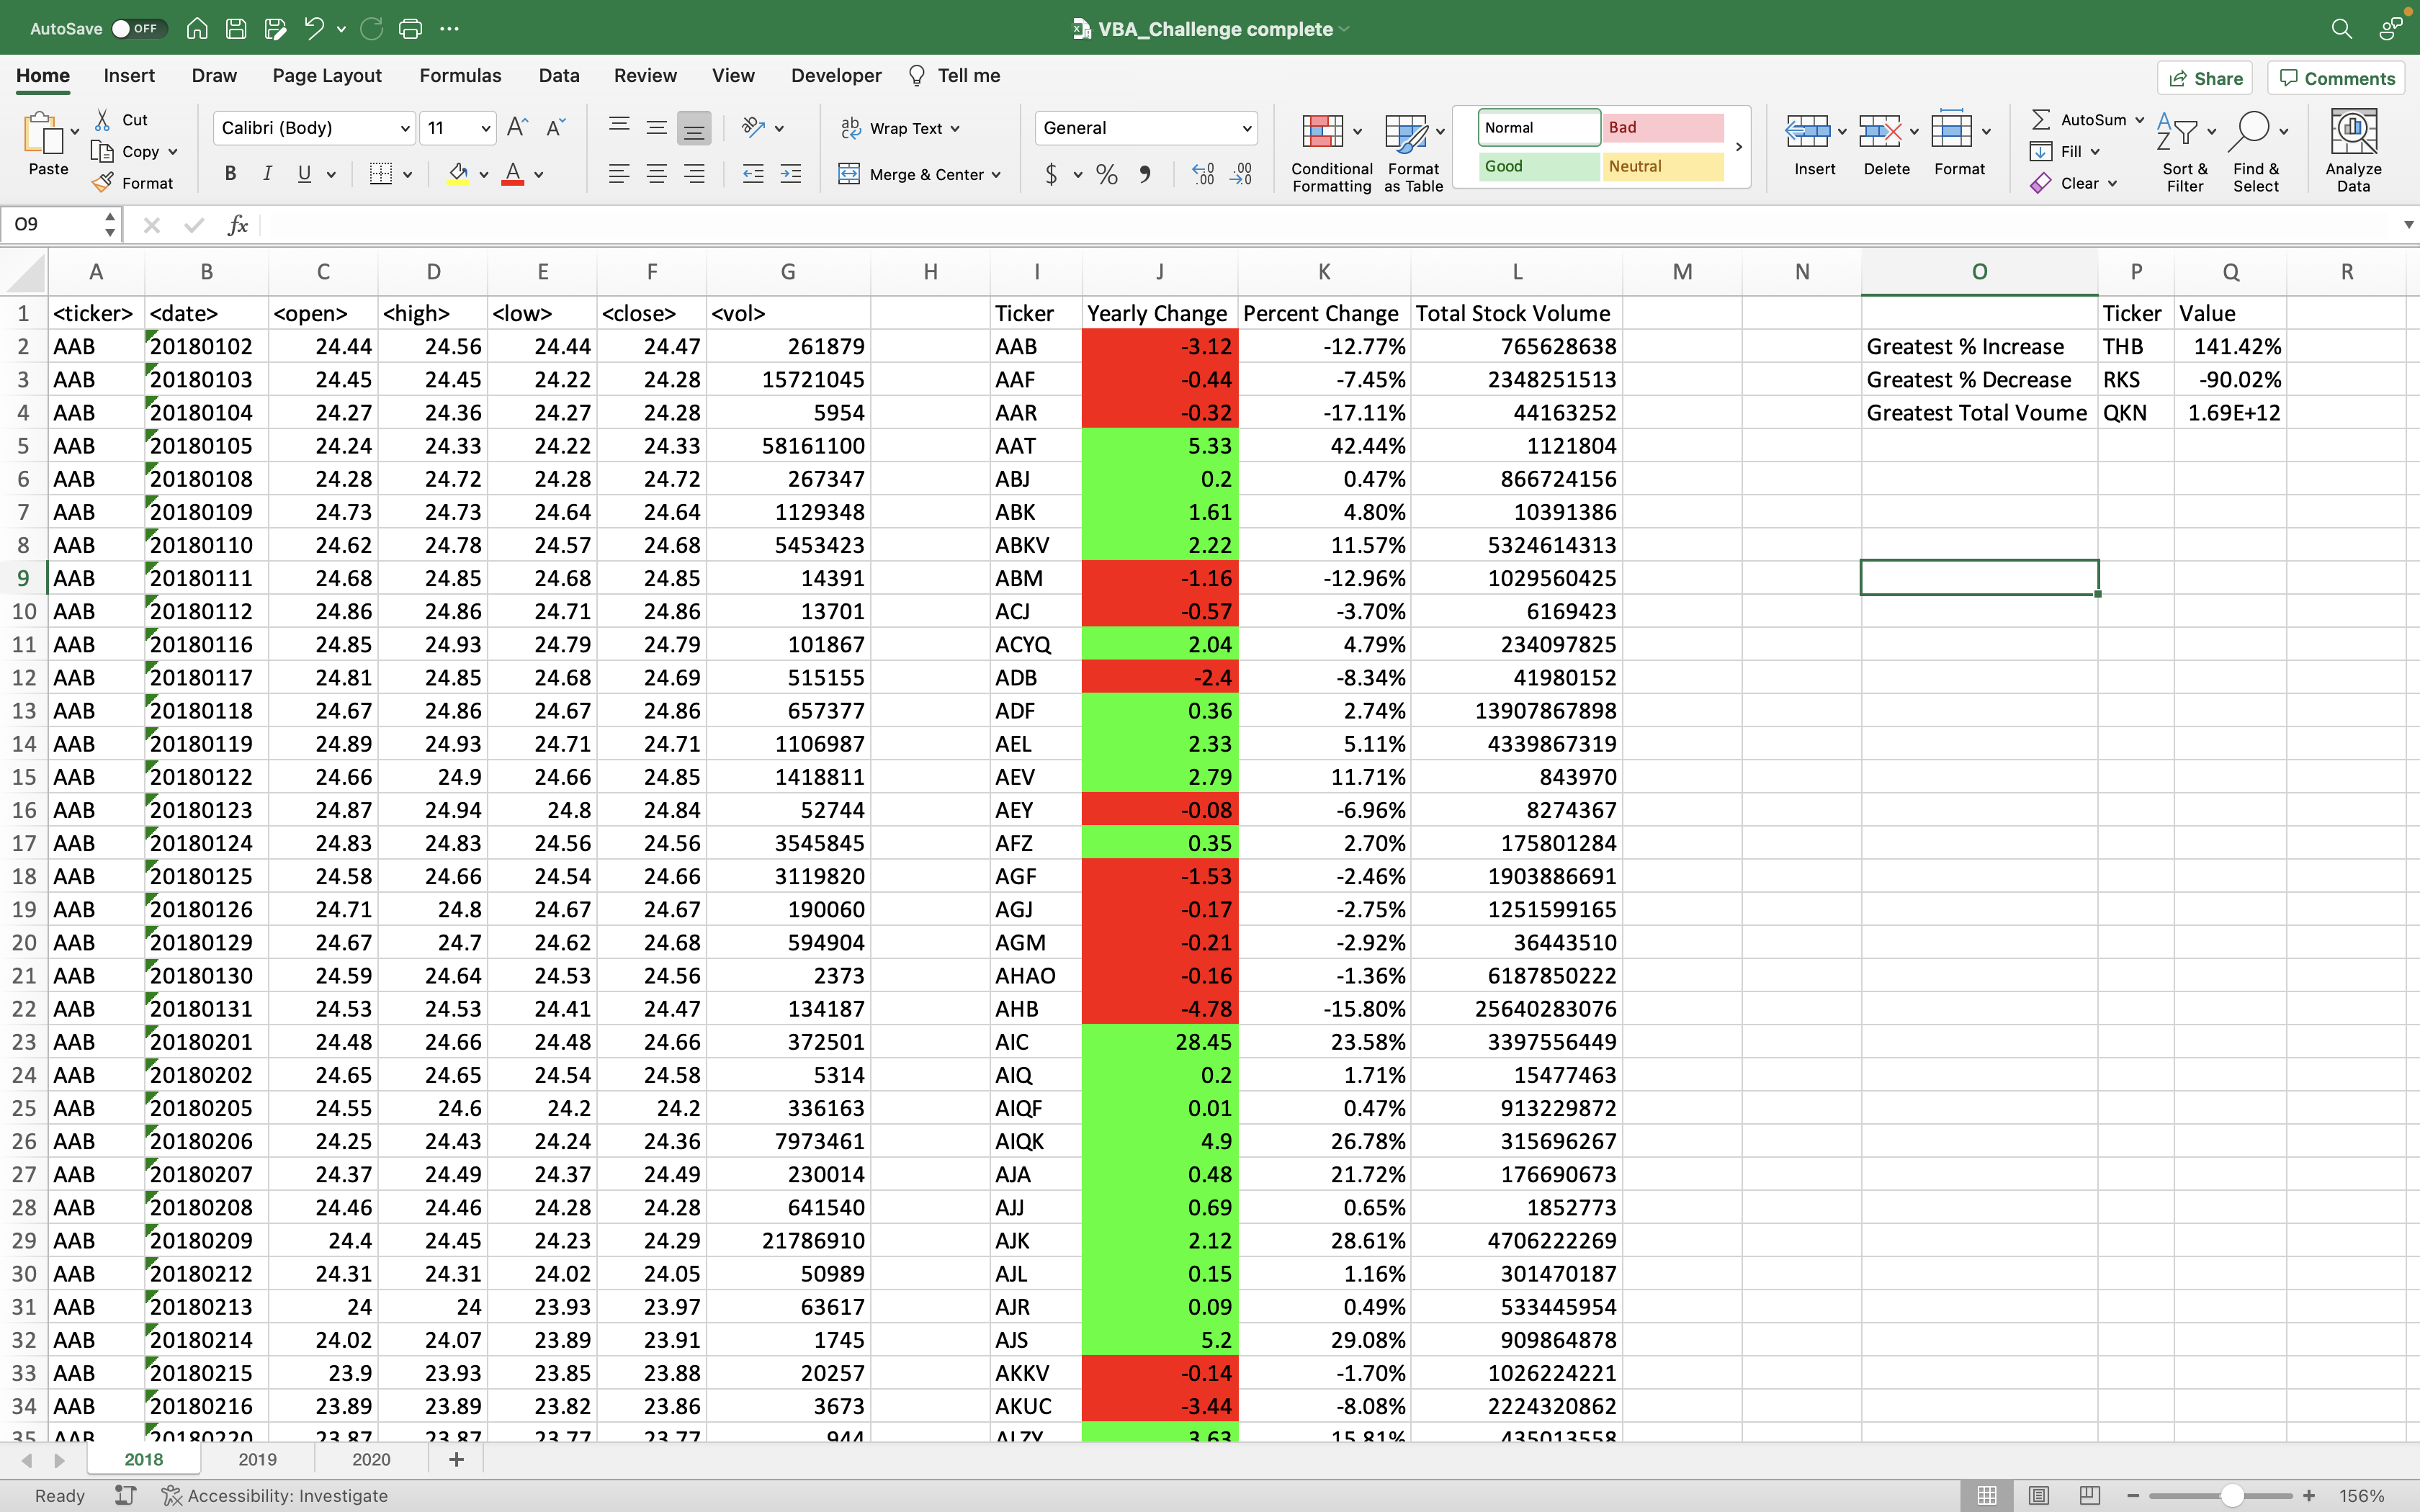 AutoSave OFF VBA_Challenge complete
Home Insert Draw Page Layout Formulas Data Review View Developer Tell me Share Comments
Paste Cut Copy Format Calibri (Body) 11 Wrap Text Merge & Center General Conditional Formatting Format as Table Normal Bad Good Neutral Insert Delete Format AutoSum Fill Clear Sort & Filter Find & Select Analyze Data
O9 fx
A B C D E F G H I J K L M N O P Q R
1 <ticker> <date> <open> <high> <low> <close> <vol> Ticker Yearly Change Percent Change Total Stock Volume Ticker Value
2 AAB 20180102 24.44 24.56 24.44 24.47 261879 AAB -3.12 -12.77% 765628638 Greatest % Increase THB 141.42%
3 AAB 20180103 24.45 24.45 24.22 24.28 15721045 AAF -0.44 -7.45% 2348251513 Greatest % Decrease RKS -90.02%
4 AAB 20180104 24.27 24.36 24.27 24.28 5954 AAR -0.32 -17.11% 44163252 Greatest Total Voume QKN 1.69E+12
5 AAB 20180105 24.24 24.33 24.22 24.33 58161100 AAT 5.33 42.44% 1121804
6 AAB 20180108 24.28 24.72 24.28 24.72 267347 ABJ 0.2 0.47% 866724156
7 AAB 20180109 24.73 24.73 24.64 24.64 1129348 ABK 1.61 4.80% 10391386
8 AAB 20180110 24.62 24.78 24.57 24.68 5453423 ABKV 2.22 11.57% 5324614313
9 AAB 20180111 24.68 24.85 24.68 24.85 14391 ABM -1.16 -12.96% 1029560425
10 AAB 20180112 24.86 24.86 24.71 24.86 13701 ACJ -0.57 -3.70% 6169423
11 AAB 20180116 24.85 24.93 24.79 24.79 101867 ACYQ 2.04 4.79% 234097825
12 AAB 20180117 24.81 24.85 24.68 24.69 515155 ADB -2.4 -8.34% 41980152
13 AAB 20180118 24.67 24.86 24.67 24.86 657377 ADF 0.36 2.74% 13907867898
14 AAB 20180119 24.89 24.93 24.71 24.71 1106987 AEL 2.33 5.11% 4339867319
15 AAB 20180122 24.66 24.9 24.66 24.85 1418811 AEV 2.79 11.71% 843970
16 AAB 20180123 24.87 24.94 24.8 24.84 52744 AEY -0.08 -6.96% 8274367
17 AAB 20180124 24.83 24.83 24.56 24.56 3545845 AFZ 0.35 2.70% 175801284
18 AAB 20180125 24.58 24.66 24.54 24.66 3119820 AGF -1.53 -2.46% 1903886691
19 AAB 20180126 24.71 24.8 24.67 24.67 190060 AGJ -0.17 -2.75% 1251599165
20 AAB 20180129 24.67 24.7 24.62 24.68 594904 AGM -0.21 -2.92% 36443510
21 AAB 20180130 24.59 24.64 24.53 24.56 2373 AHAO -0.16 -1.36% 6187850222
22 AAB 20180131 24.53 24.53 24.41 24.47 134187 AHB -4.78 -15.80% 25640283076
23 AAB 20180201 24.48 24.66 24.48 24.66 372501 AIC 28.45 23.58% 3397556449
24 AAB 20180202 24.65 24.65 24.54 24.58 5314 AIQ 0.2 1.71% 15477463
25 AAB 20180205 24.55 24.6 24.2 24.2 336163 AIQF 0.01 0.47% 913229872
26 AAB 20180206 24.25 24.43 24.24 24.36 7973461 AIQK 4.9 26.78% 315696267
27 AAB 20180207 24.37 24.49 24.37 24.49 230014 AJA 0.48 21.72% 176690673
28 AAB 20180208 24.46 24.46 24.28 24.28 641540 AJJ 0.69 0.65% 1852773
29 AAB 20180209 24.4 24.45 24.23 24.29 21786910 AJK 2.12 28.61% 4706222269
30 AAB 20180212 24.31 24.31 24.02 24.05 50989 AJL 0.15 1.16% 301470187
31 AAB 20180213 24 24 23.93 23.97 63617 AJR 0.09 0.49% 533445954
32 AAB 20180214 24.02 24.07 23.89 23.91 1745 AJS 5.2 29.08% 909864878
33 AAB 20180215 23.9 23.93 23.85 23.88 20257 AKKV -0.14 -1.70% 1026224221
34 AAB 20180216 23.89 23.89 23.82 23.86 3673 AKUC -3.44 -8.08% 2224320862
35 AAB 20180220 23.87 23.87 23.77 23.77 944 ALZY 3.63 15.81% 435013558
2018 2019 2020 +
Ready Accessibility: Investigate 156%